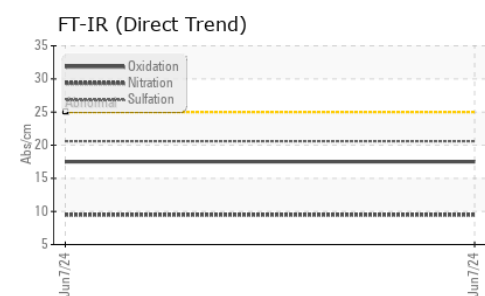 FT-IR (Direct Trend)
35
30
25
20
15
10
5
Abs/cm
Oxidation
Nitration
Sulfation
Abnormal
Jun7/24
Jun7/24